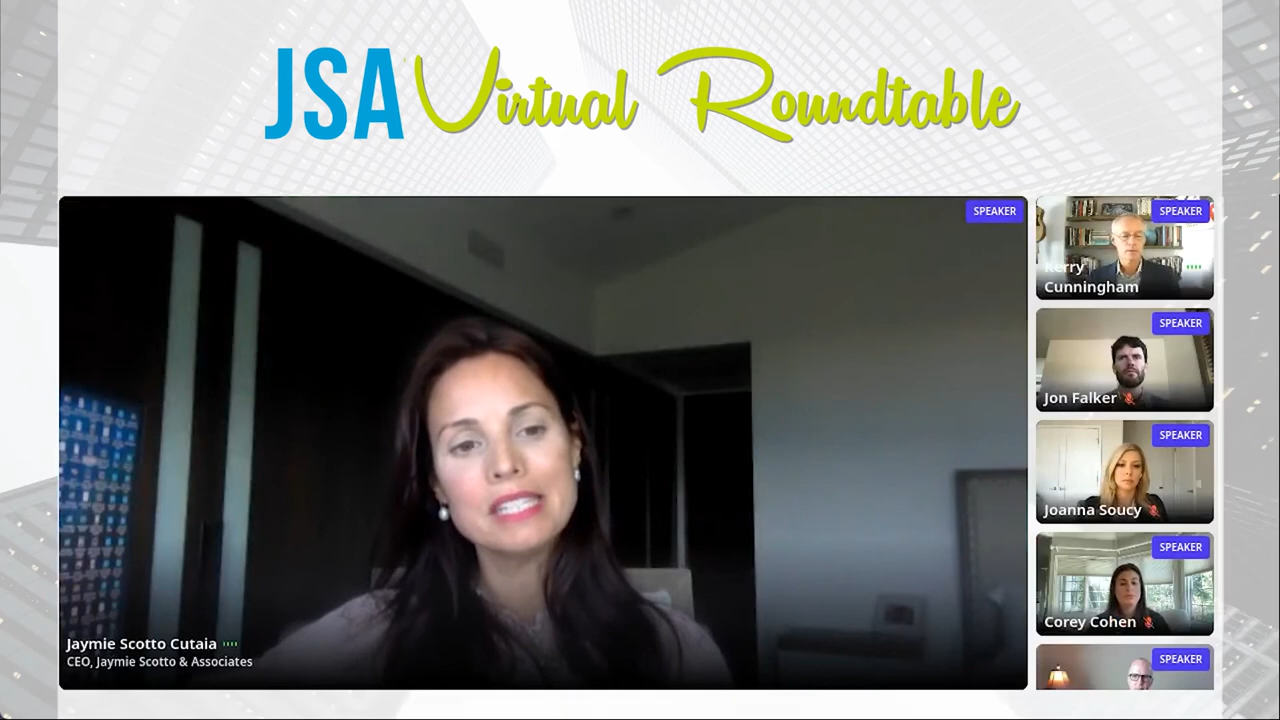 JSA Virtual Roundtable
SPEAKER
Jaymie Scotto Cutaia
CEO, Jaymie Scotto & Associates
SPEAKER
Kerry
Cunningham
SPEAKER
Jon Falker
SPEAKER
Joanna Soucy
SPEAKER
Corey Cohen
SPEAKER